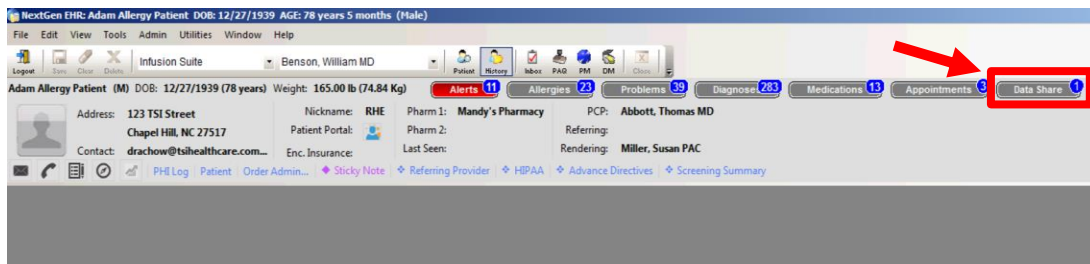 NextGen EHR: Adam Allergy Patient DOB: 12/27/1939 AGE: 78 years 5 months (Male)
File Edit View Tools Admin Utilities Window Help
Infusion Suite Benson, William MD
Logout Save Clear Delete Patient History Inbox PAQ PM DM Close
Adam Allergy Patient (M) DOB: 12/27/1939 (78 years) Weight: 165.00 lb (74.84 Kg) Alerts 11 Allergies 23 Problems 39 Diagnoses 283 Medications 13 Appointments 3 Data Share 1
Address: 123 TSI Street Nickname: RHE Pharm 1: Mandy's Pharmacy PCP: Abbott, Thomas MD
Chapel Hill, NC 27517 Patient Portal: Pharm 2: Referring:
Contact: drachow@tsihealthcare.com... Enc. Insurance: Last Seen: Rendering: Miller, Susan PAC
PHI Log Patient Order Admin... Sticky Note Referring Provider HIPAA Advance Directives Screening Summary